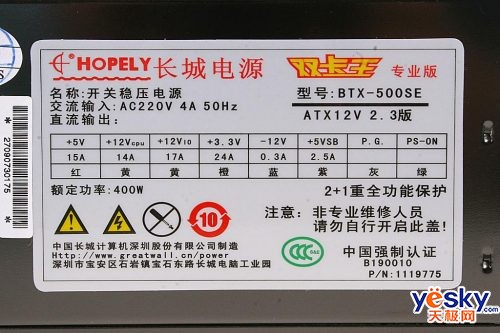 HOPELY 长城电源 双卡王 专业版
名称:开关稳压电源 型号:BTX-500SE
交流输入:AC220V 4A 50Hz ATX12V 2.3版
直流输出:
+5V +12Vcpu +12VIO +3.3V -12V +5VSB P.G. PS-ON
15A 14A 17A 24A 0.3A 2.5A
红 黄 黄 橙 蓝 紫 灰 绿
额定功率:400W 2+1重全功能保护
10
注意:非专业维修人员
请勿自行开启此盖!
中国长城计算机深圳股份有限公司制造
Http://www.greatwall.com/power
深圳市宝安区石岩镇宝石东路长城电脑工业园
CCC S&E
中国强制认证
B190010
P/N:1119775
* 27090730175 *
yesky
天极网